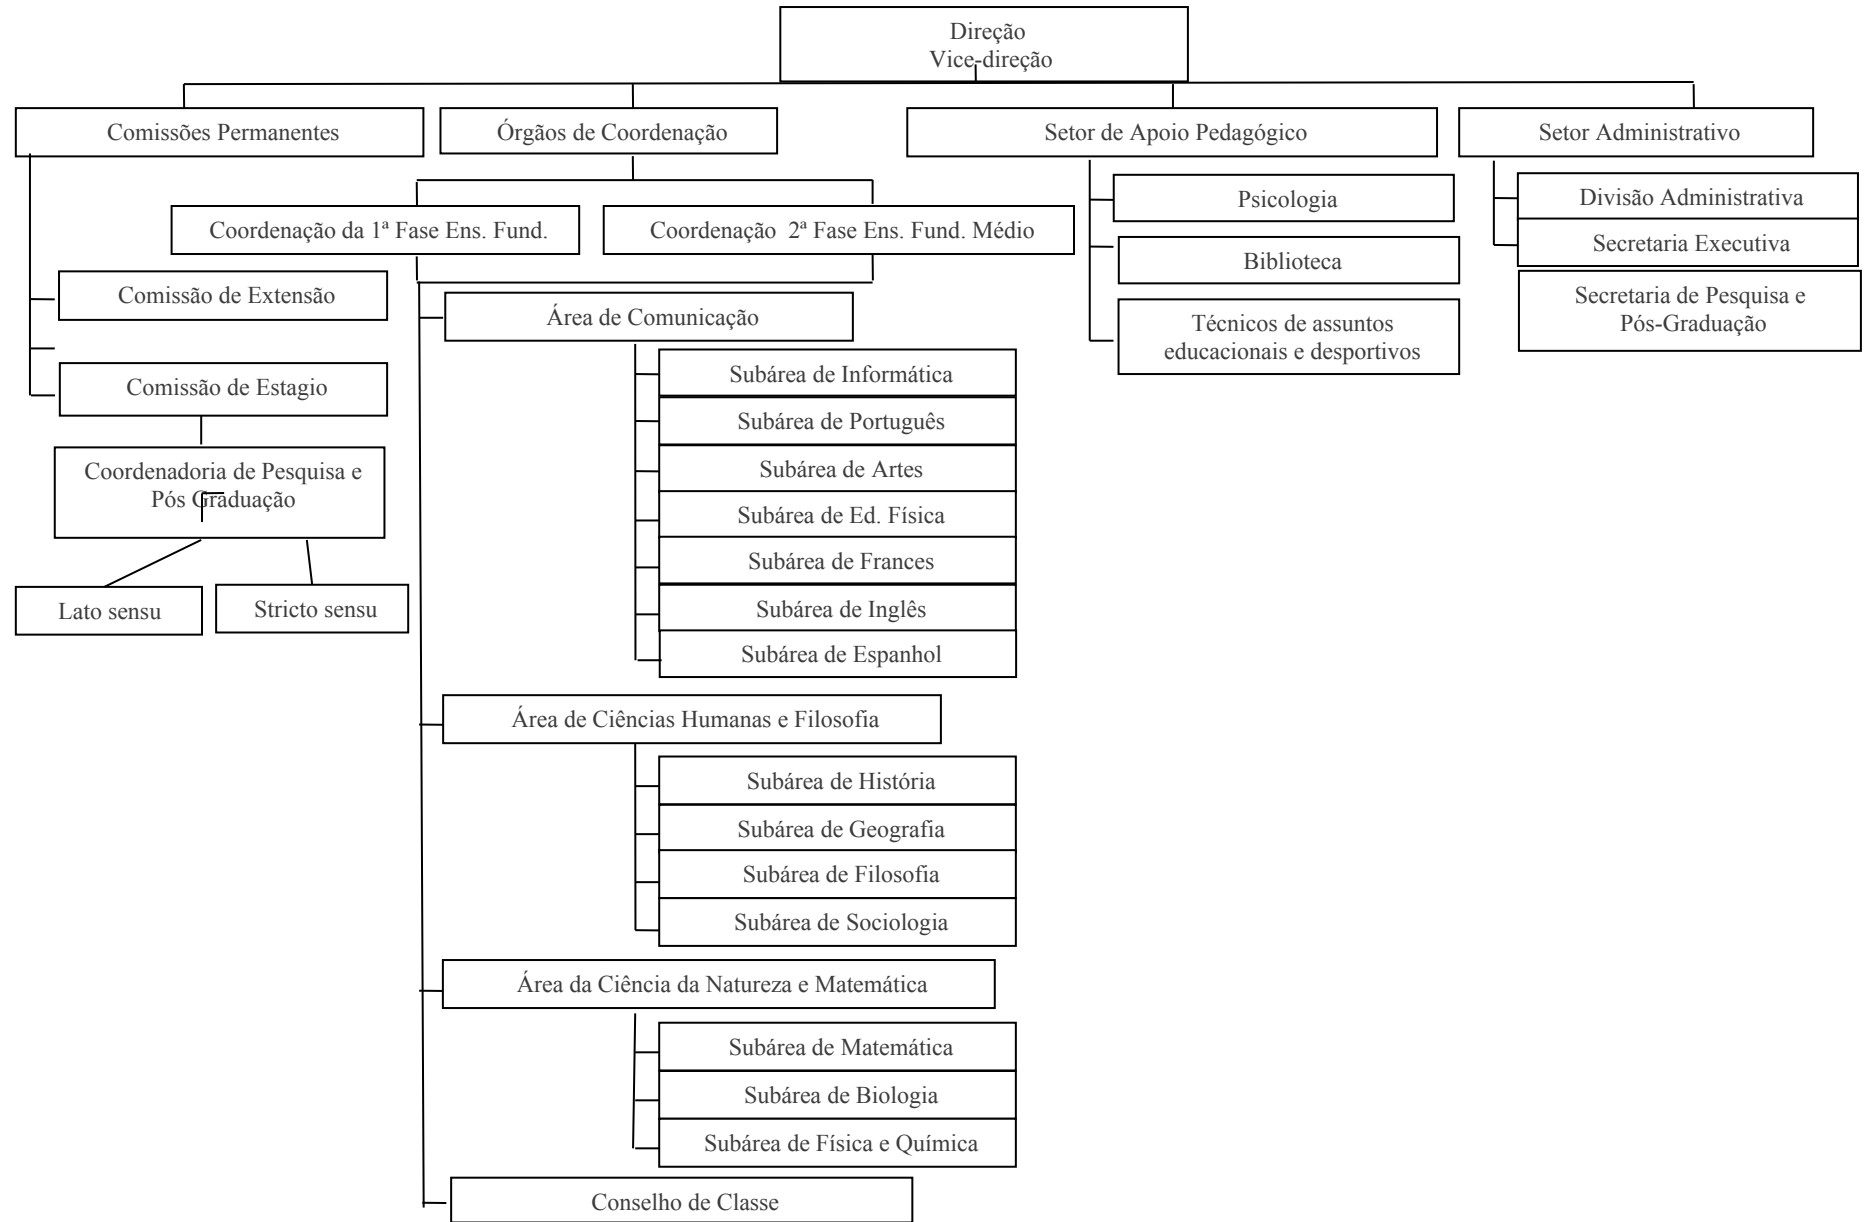 Direção
Vice-direção
Comissões Permanentes
Órgãos de Coordenação
Setor de Apoio Pedagógico
Setor Administrativo
Coordenação da 1ª Fase Ens. Fund.
Coordenação 2ª Fase Ens. Fund. Médio
Psicologia
Biblioteca
Técnicos de assuntos
educacionais e desportivos
Divisão Administrativa
Secretaria Executiva
Secretaria de Pesquisa e
Pós-Graduação
Comissão de Extensão
Comissão de Estagio
Coordenadoria de Pesquisa e
Pós Graduação
Lato sensu
Stricto sensu
Área de Comunicação
Subárea de Informática
Subárea de Português
Subárea de Artes
Subárea de Ed. Física
Subárea de Frances
Subárea de Inglês
Subárea de Espanhol
Área de Ciências Humanas e Filosofia
Subárea de História
Subárea de Geografia
Subárea de Filosofia
Subárea de Sociologia
Área da Ciência da Natureza e Matemática
Subárea de Matemática
Subárea de Biologia
Subárea de Física e Química
Conselho de Classe